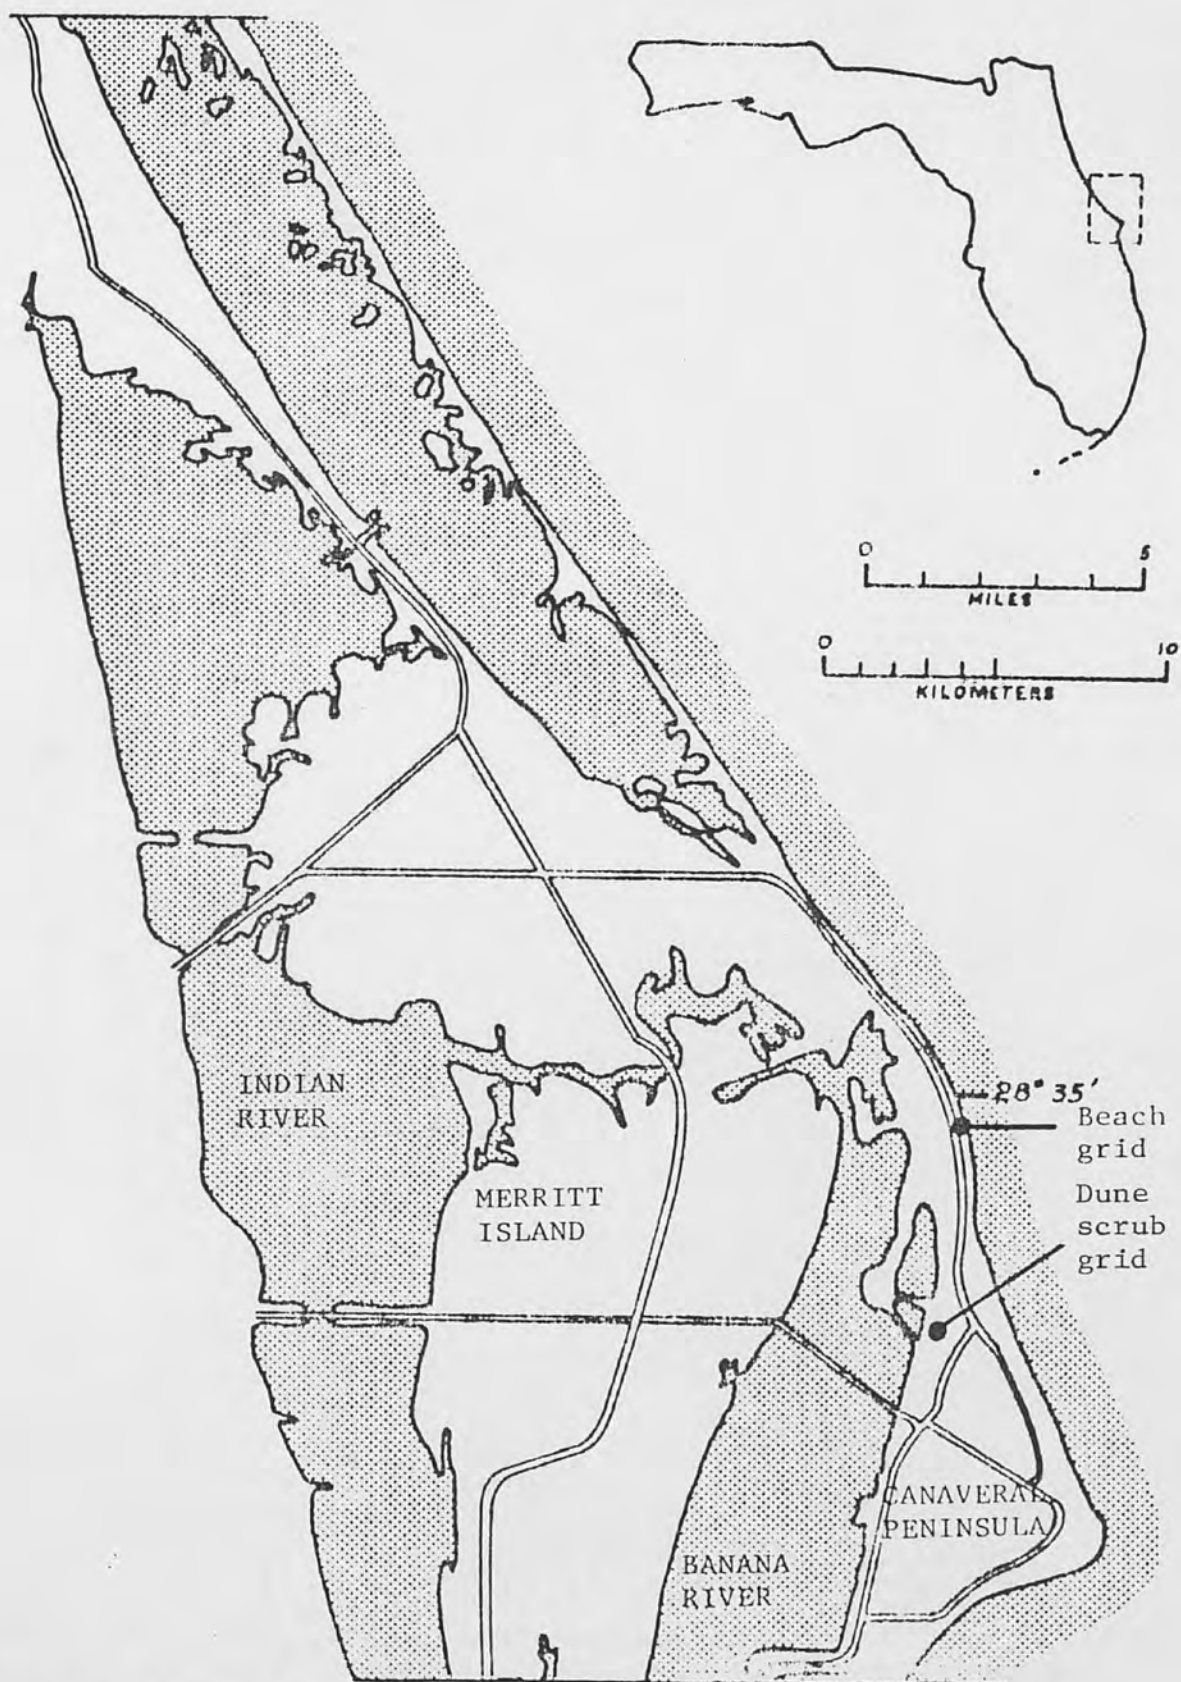 0 5
MILES
0 10
KILOMETERS
28° 35'
Beach
grid
Dune
scrub
grid
INDIAN
RIVER
MERRITT
ISLAND
CANAVERAL
PENINSULA
BANANA
RIVER